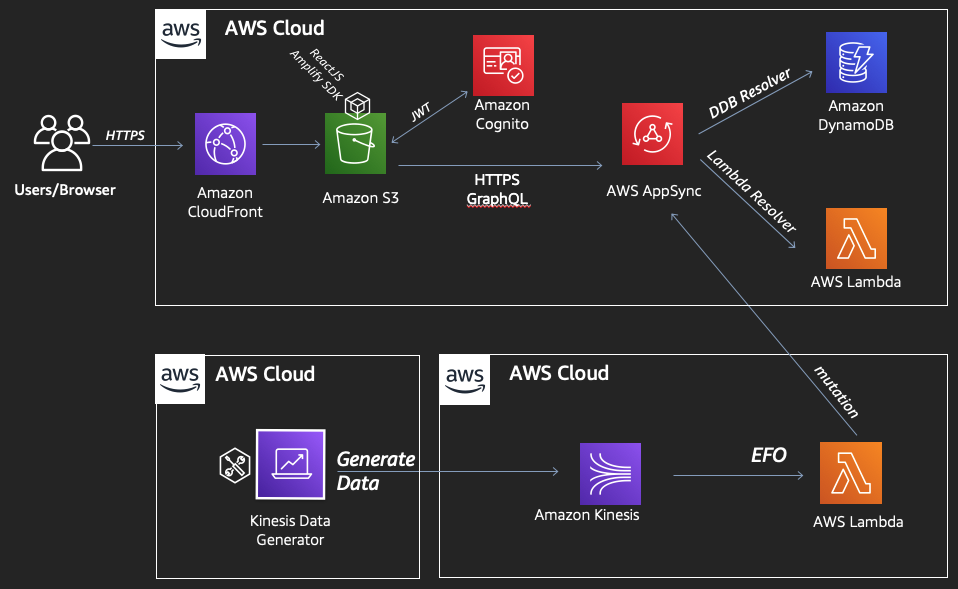 aws
AWS Cloud
ReactJS
Amplify SDK
HTTPS
Users/Browser
Amazon
CloudFront
Amazon S3
JWT
Amazon
Cognito
HTTPS
GraphQL
AWS AppSync
DDB Resolver
Amazon
DynamoDB
Lambda Resolver
AWS Lambda
aws
AWS Cloud
Generate
Data
Kinesis Data
Generator
aws
AWS Cloud
Amazon Kinesis
EFO
mutation
AWS Lambda